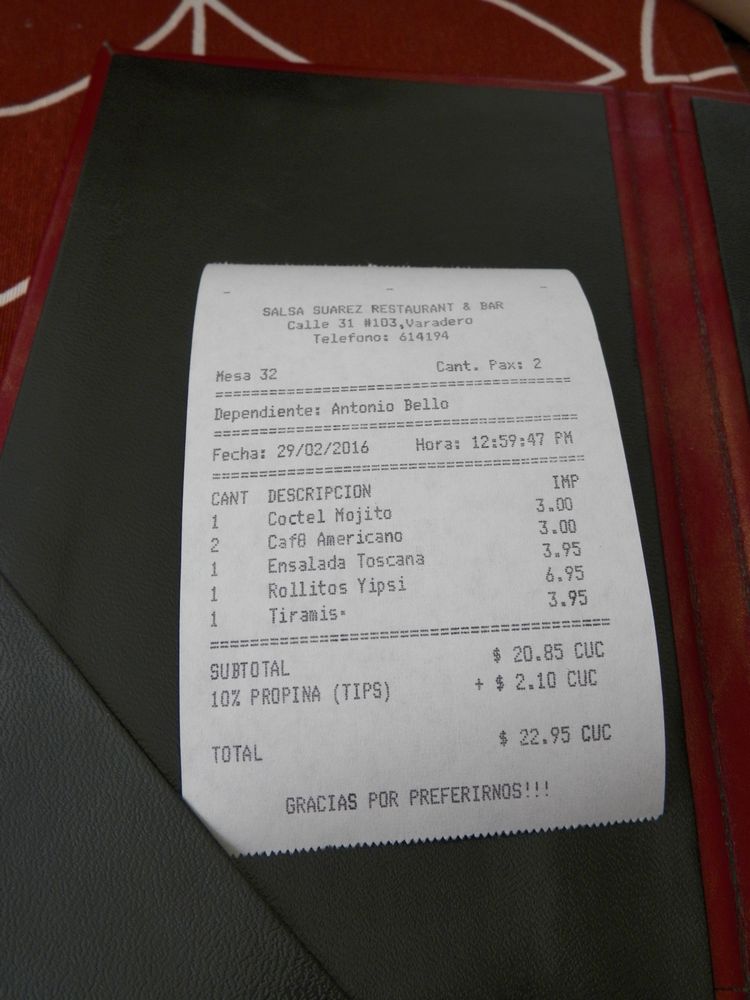 SALSA SUAREZ RESTAURANT & BAR
Calle 31 #103,Varadero
Telefono: 614194
Mesa 32 Cant. Pax: 2
Dependiente: Antonio Bello
Fecha: 29/02/2016 Hora: 12:59:47 PM
CANT DESCRIPCION IMP
1 Coctel Mojito 3.00
2 Caf8 Americano 3.00
1 Ensalada Toscana 3.95
1 Rollitos Yipsi 6.95
1 Tiramis▪ 3.95
SUBTOTAL $ 20.85 CUC
10% PROPINA (TIPS) + $ 2.10 CUC
TOTAL $ 22.95 CUC
GRACIAS POR PREFERIRNOS!!!